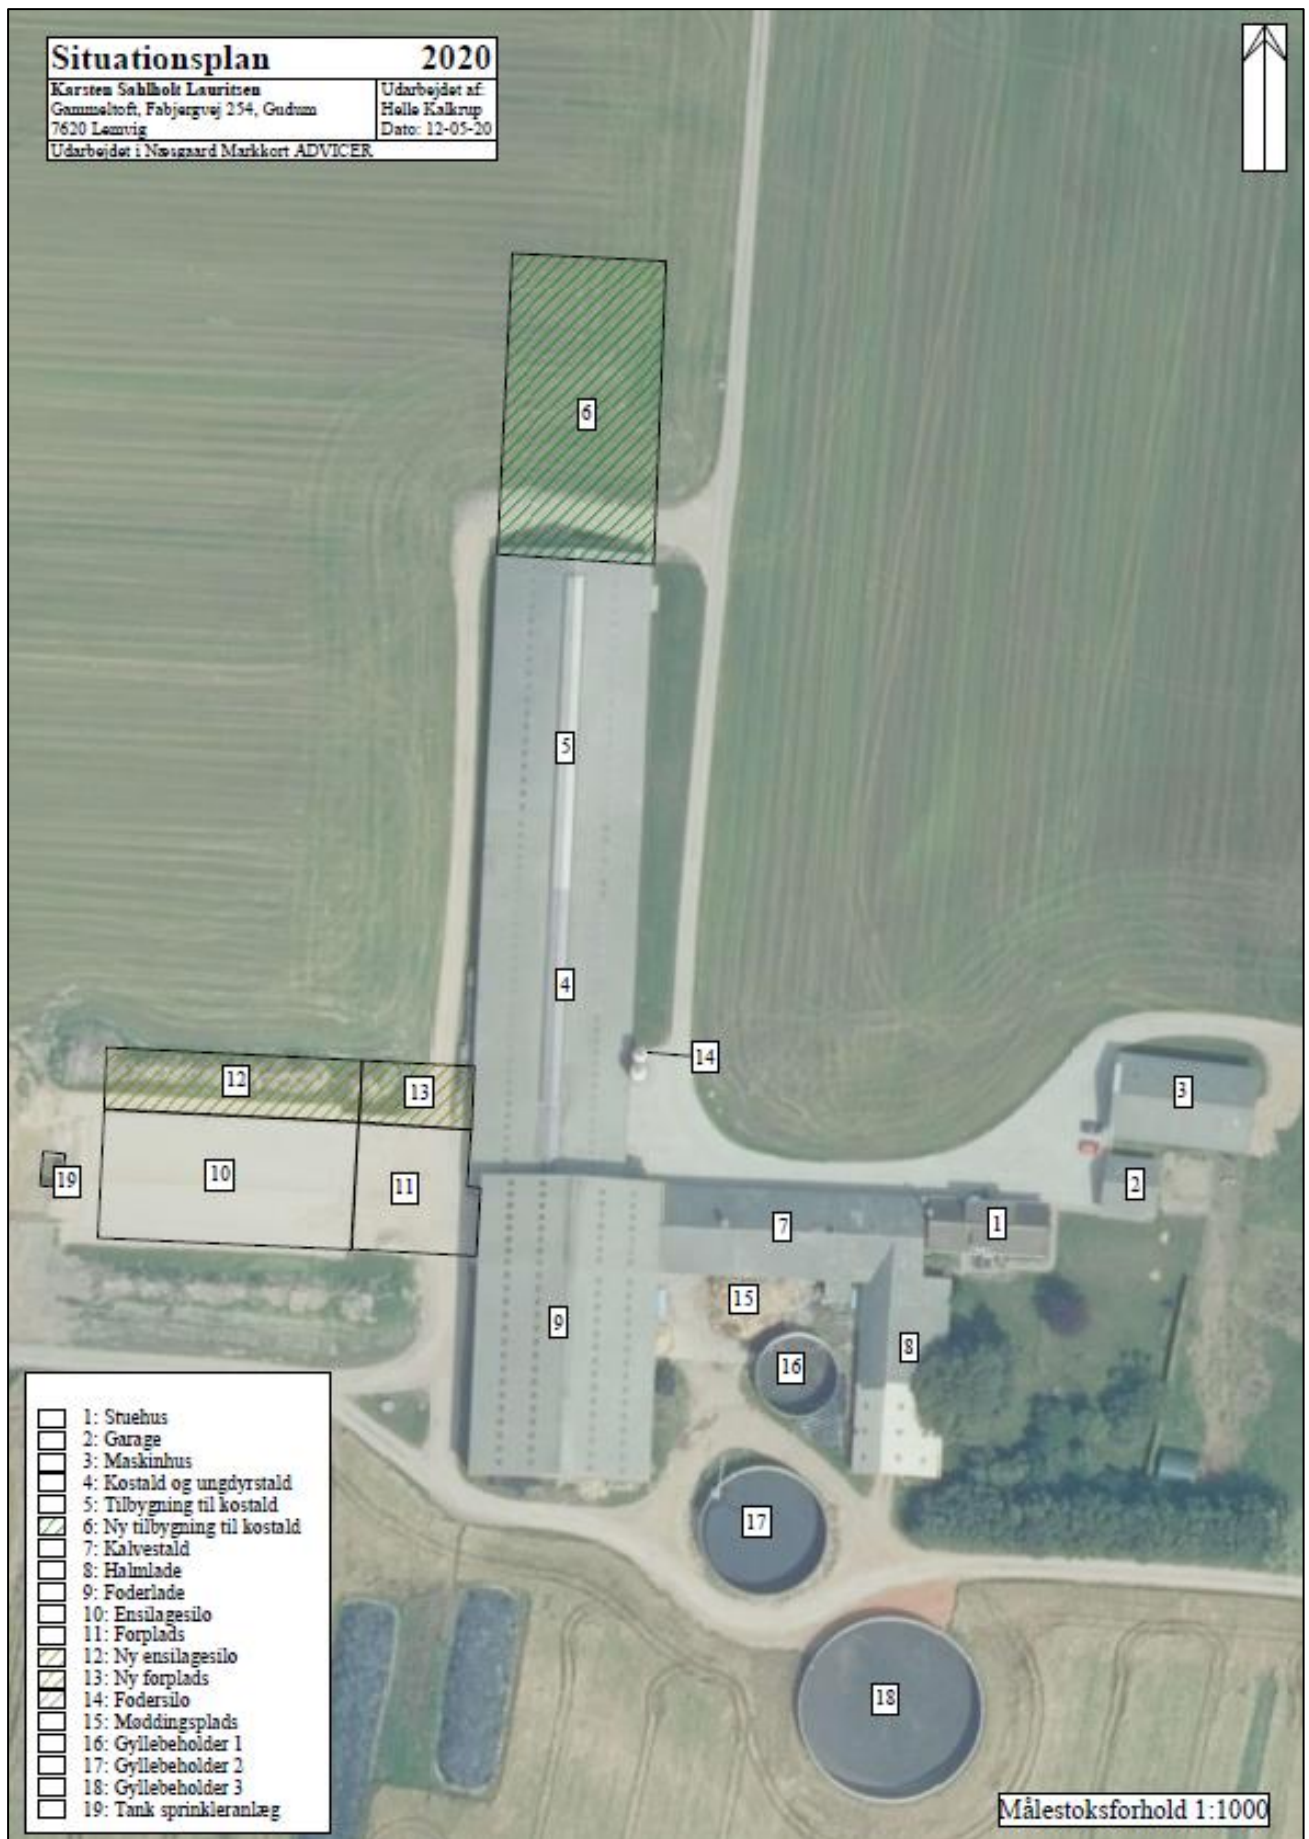 Situationsplan 2020
Karsten Sahlholt Lauritsen
Gammeltoft, Fabjergvej 254, Gudum
7620 Lemvig
Udarbejdet af:
Helle Kalkrup
Dato: 12-05-20
Udarbejdet i Næsgaard Markkort ADVICER
6
5
4
14
12
13
3
10
11
19
2
7
1
15
9
8
16
17
18
1: Stuehus
2: Garage
3: Maskinhus
4: Kostald og ungdyrstald
5: Tilbygning til kostald
6: Ny tilbygning til kostald
7: Kalvestald
8: Halmlade
9: Foderlade
10: Ensilagesilo
11: Forplads
12: Ny ensilagesilo
13: Ny forplads
14: Fodersilo
15: Møddingsplads
16: Gyllebeholder 1
17: Gyllebeholder 2
18: Gyllebeholder 3
19: Tank sprinkleranlæg
Målestoksforhold 1:1000